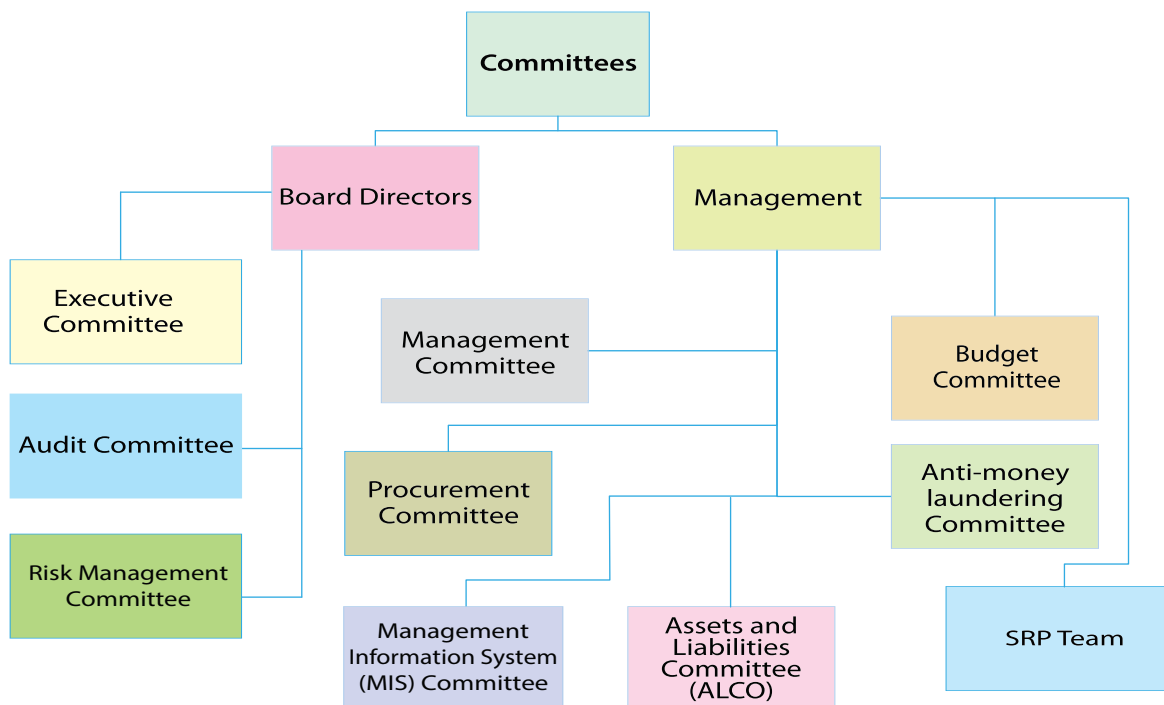 Committees
Board Directors
Management
Executive
Committee
Management
Committee
Budget
Committee
Audit Committee
Procurement
Committee
Anti-money
laundering
Committee
Risk Management
Committee
Management
Information System
(MIS) Committee
Assets and
Liabilities
Committee
(ALCO)
SRP Team